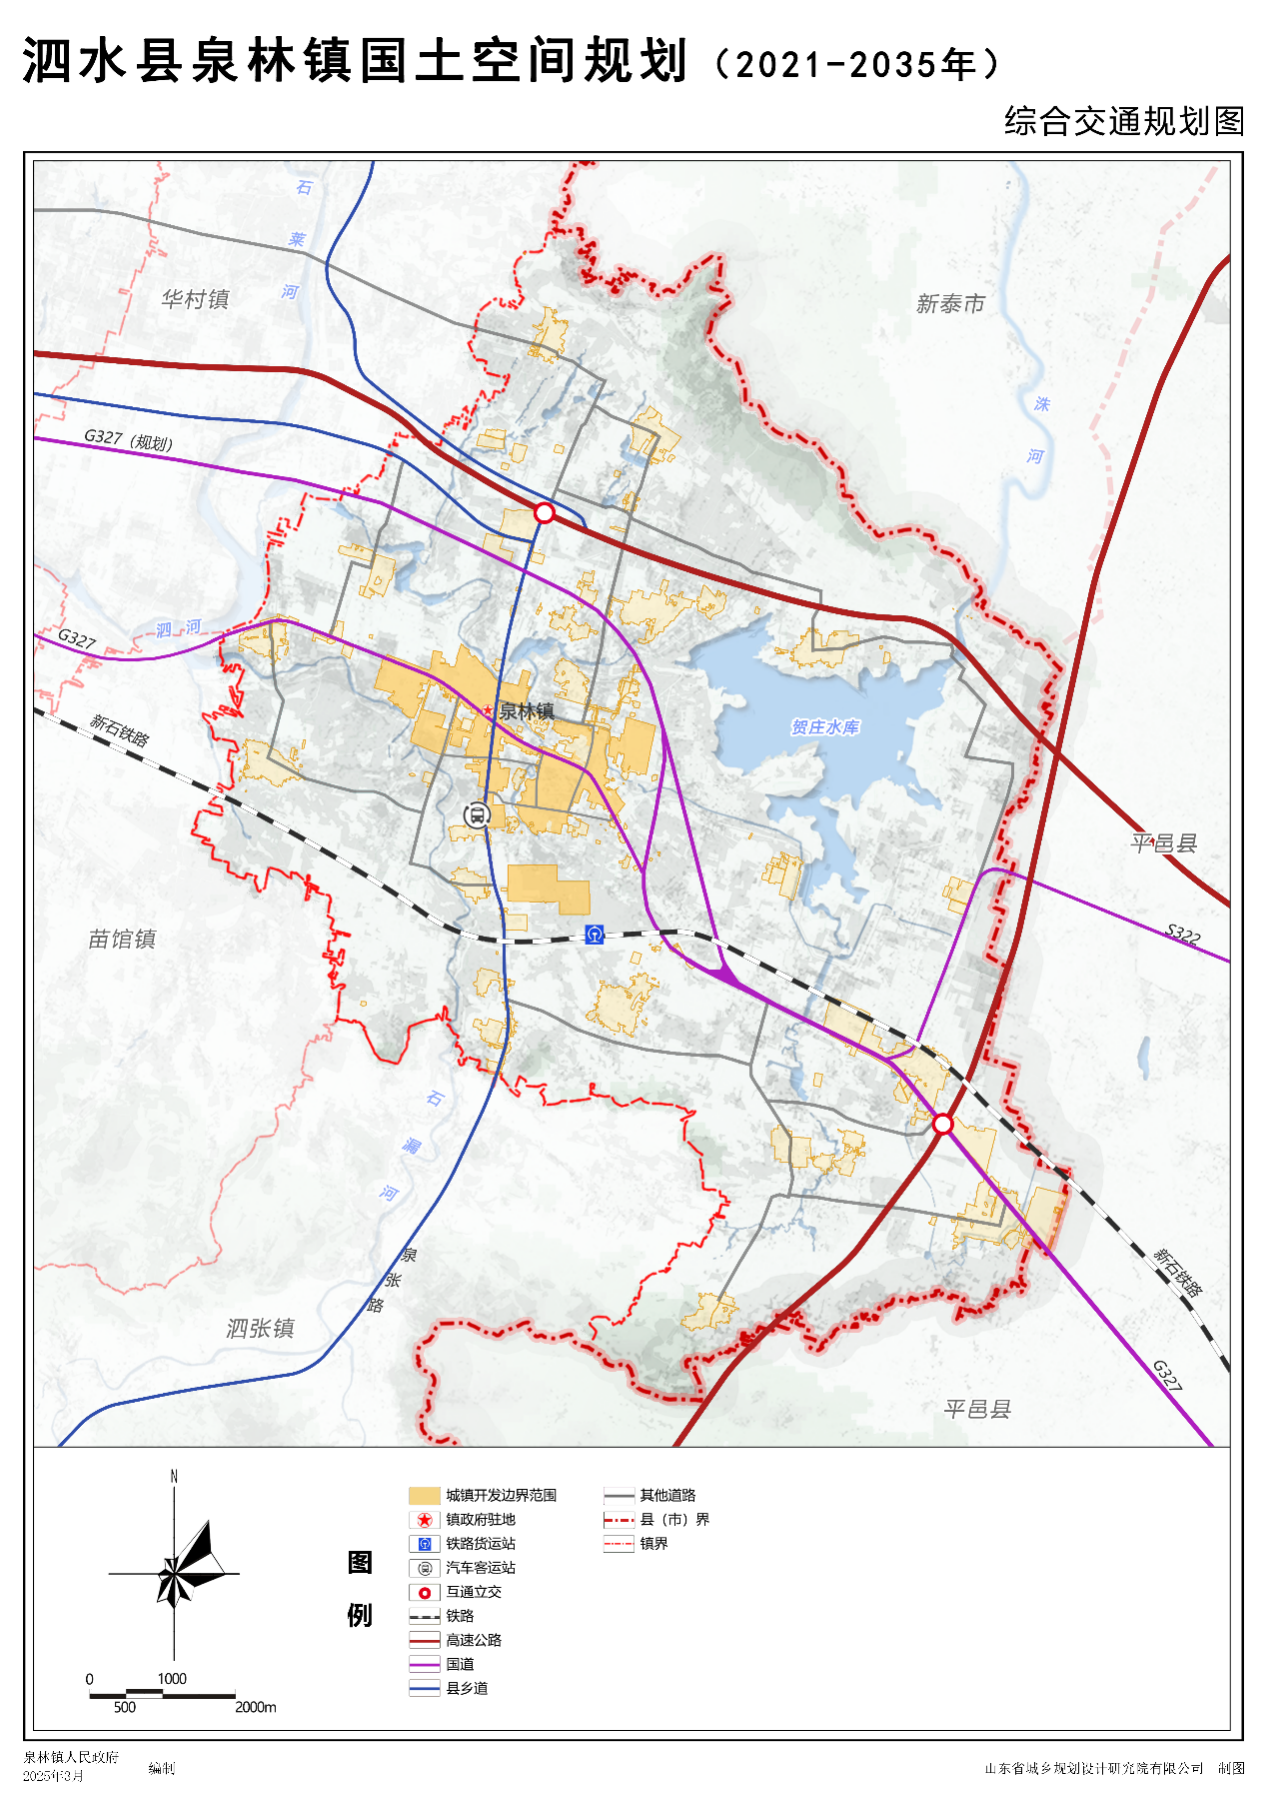 泗水县泉林镇国土空间规划（2021-2035年）
综合交通规划图
石莱河
华村镇
新泰市
洙河
G327（规划）
泗河
G327
新石铁路
泉林镇
贺庄水库
平邑县
苗馆镇
S322
石漏河
泉张路
泗张镇
新石铁路
G327
平邑县
N
0 1000
500 2000m
图例
城镇开发边界范围
镇政府驻地
铁路货运站
汽车客运站
互通立交
铁路
高速公路
国道
县乡道
其他道路
县（市）界
镇界
泉林镇人民政府
2025年3月
编制
山东省城乡规划设计研究院有限公司 制图